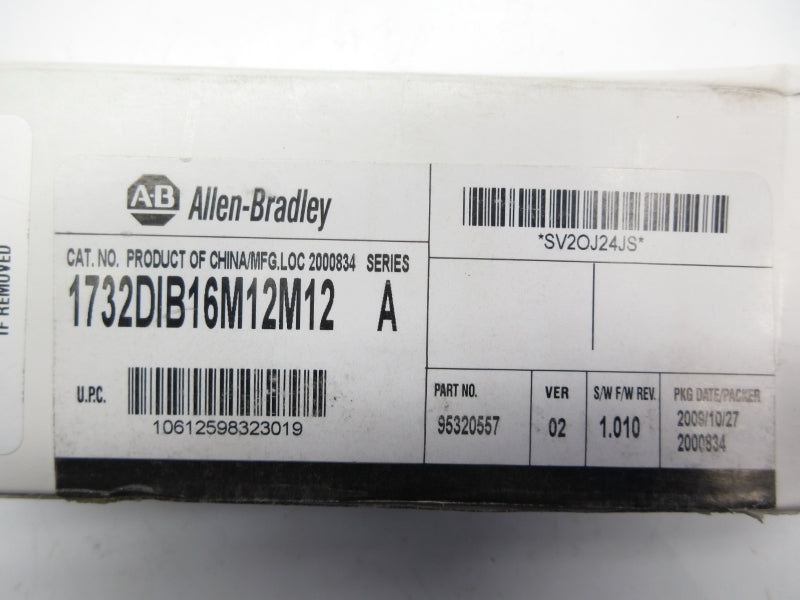 A·B Allen-Bradley
*SV2OJ24JS*
CAT. NO. PRODUCT OF CHINA/MFG.LOC 2000834 SERIES
1732DIB16M12M12 A
U.P.C.
10612598323019
PART NO. VER S/W F/W REV. PKG DATE/PACKER
95320557 02 1.010 2009/10/27
2000834
IF REMOVED